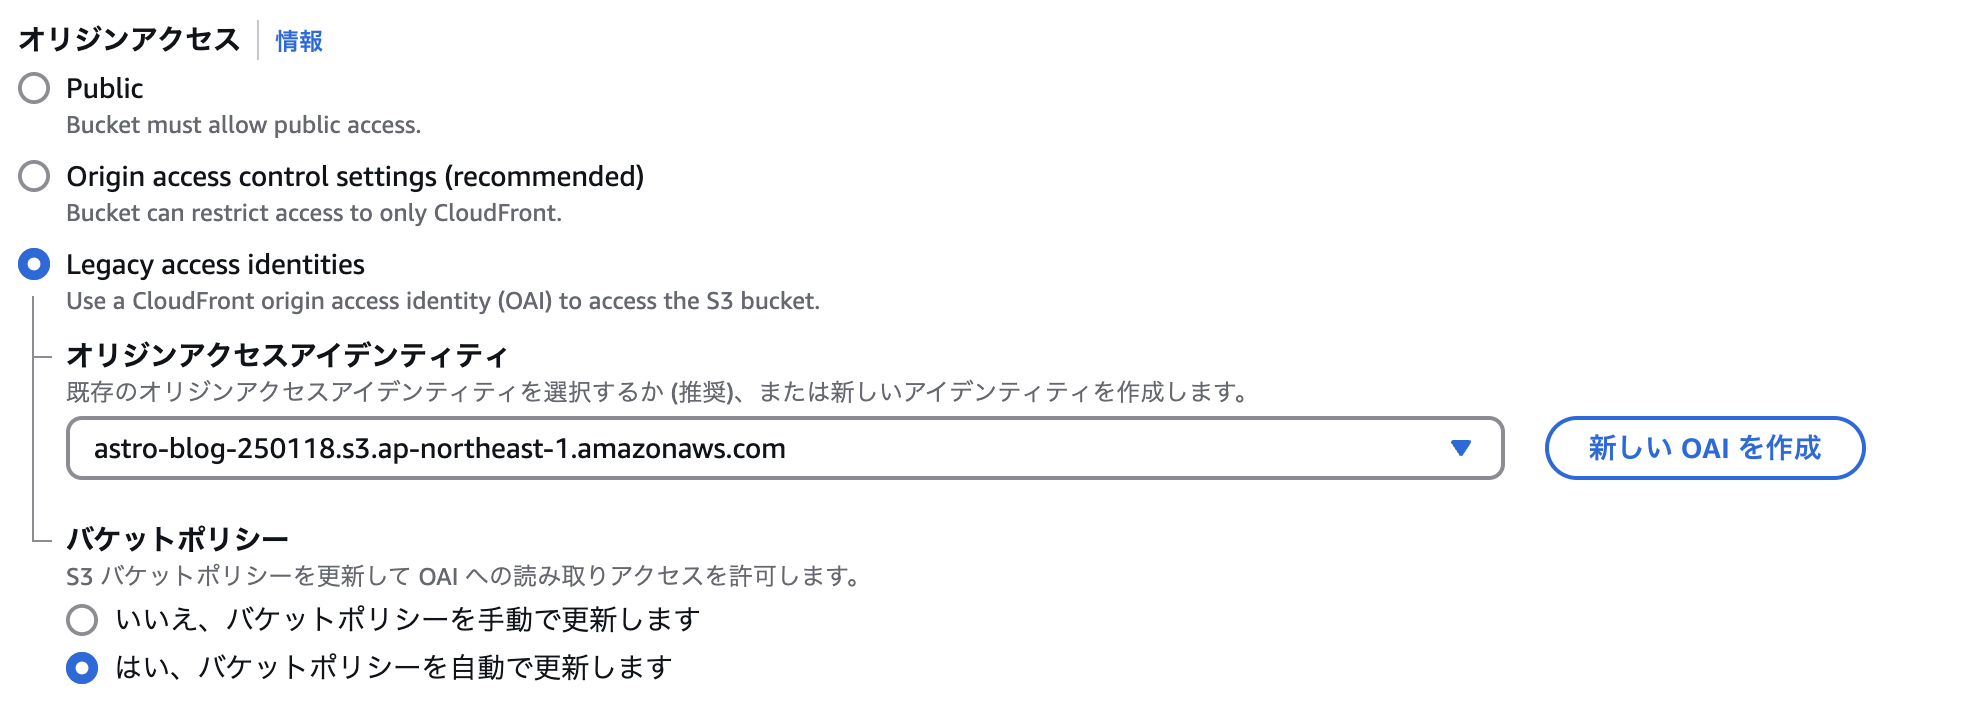 オリジンアクセス 情報
Public
Bucket must allow public access.
Origin access control settings (recommended)
Bucket can restrict access to only CloudFront.
Legacy access identities
Use a CloudFront origin access identity (OAI) to access the S3 bucket.
オリジンアクセスアイデンティティ
既存のオリジンアクセスアイデンティティを選択するか (推奨)、または新しいアイデンティティを作成します。
astro-blog-250118.s3.ap-northeast-1.amazonaws.com
新しい OAI を作成
バケットポリシー
S3 バケットポリシーを更新して OAI への読み取りアクセスを許可します。
いいえ、バケットポリシーを手動で更新します
はい、バケットポリシーを自動で更新します